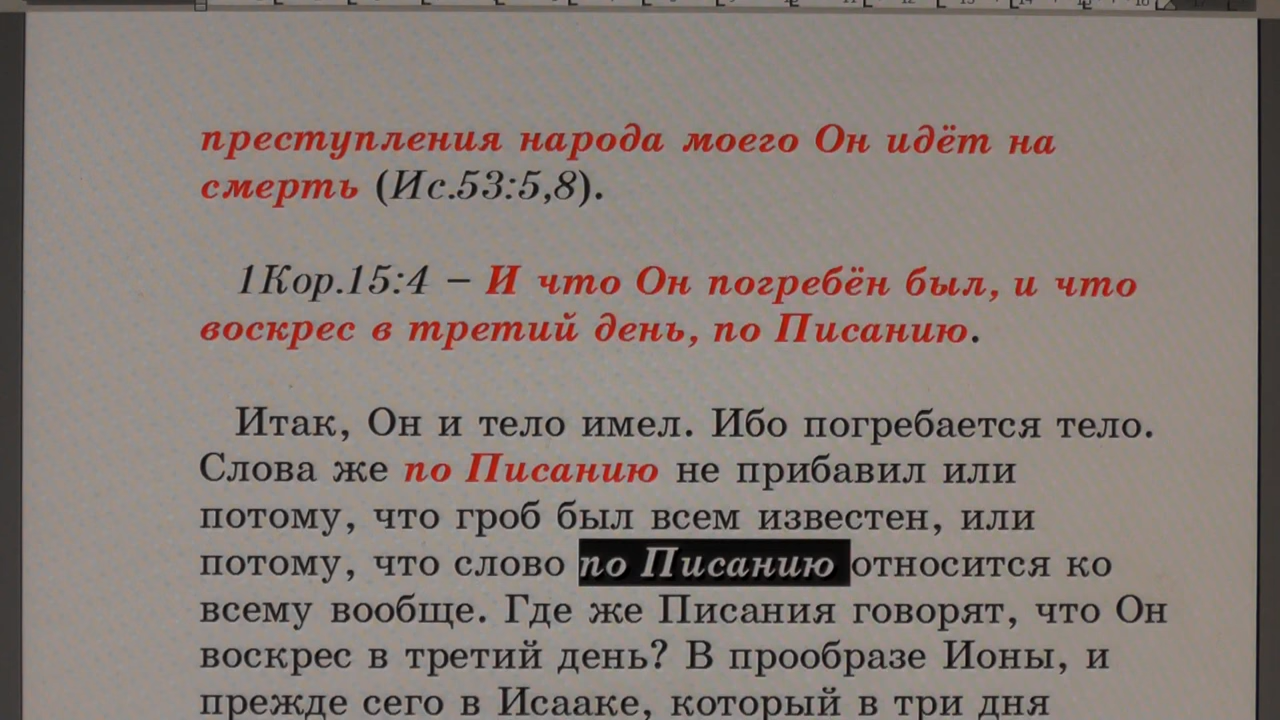 преступления народа моего Он идёт на
смерть (Ис.53:5,8).
1Кор.15:4 – И что Он погребён был, и что
воскрес в третий день, по Писанию.
Итак, Он и тело имел. Ибо погребается тело.
Слова же по Писанию не прибавил или
потому, что гроб был всем известен, или
потому, что слово по Писанию относится ко
всему вообще. Где же Писания говорят, что Он
воскрес в третий день? В прообразе Ионы, и
прежде сего в Исааке, который в три дня